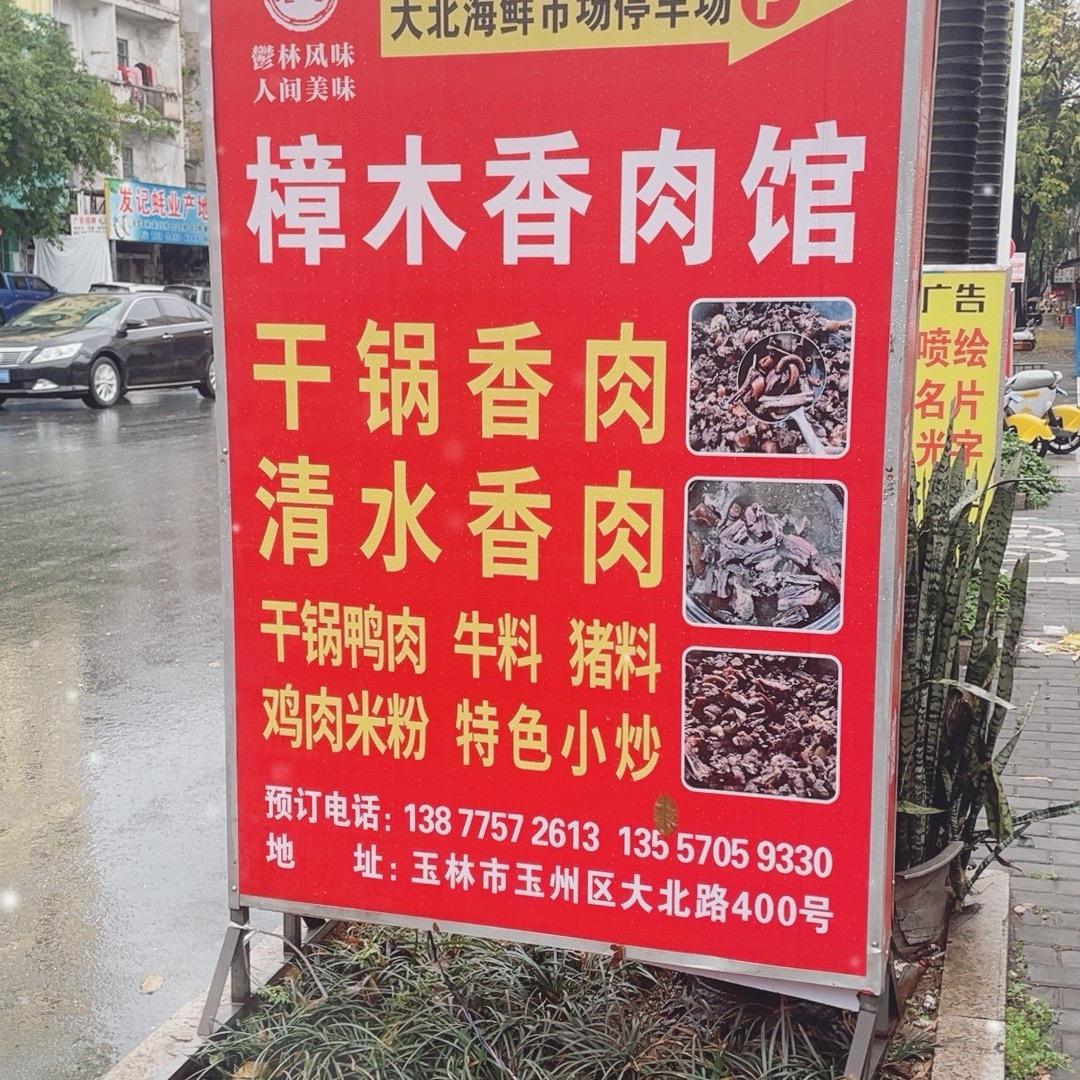 大北海鲜市场停车场 P
鬱林风味
人间美味
樟木香肉馆
干锅香肉
清水香肉
干锅鸭肉 牛料 猪料
鸡肉米粉 特色小炒
预订电话: 138 7757 2613 135 5705 9330
地 址: 玉林市玉州区大北路400号
发记蚝业产地
广告
喷绘
名片
光字